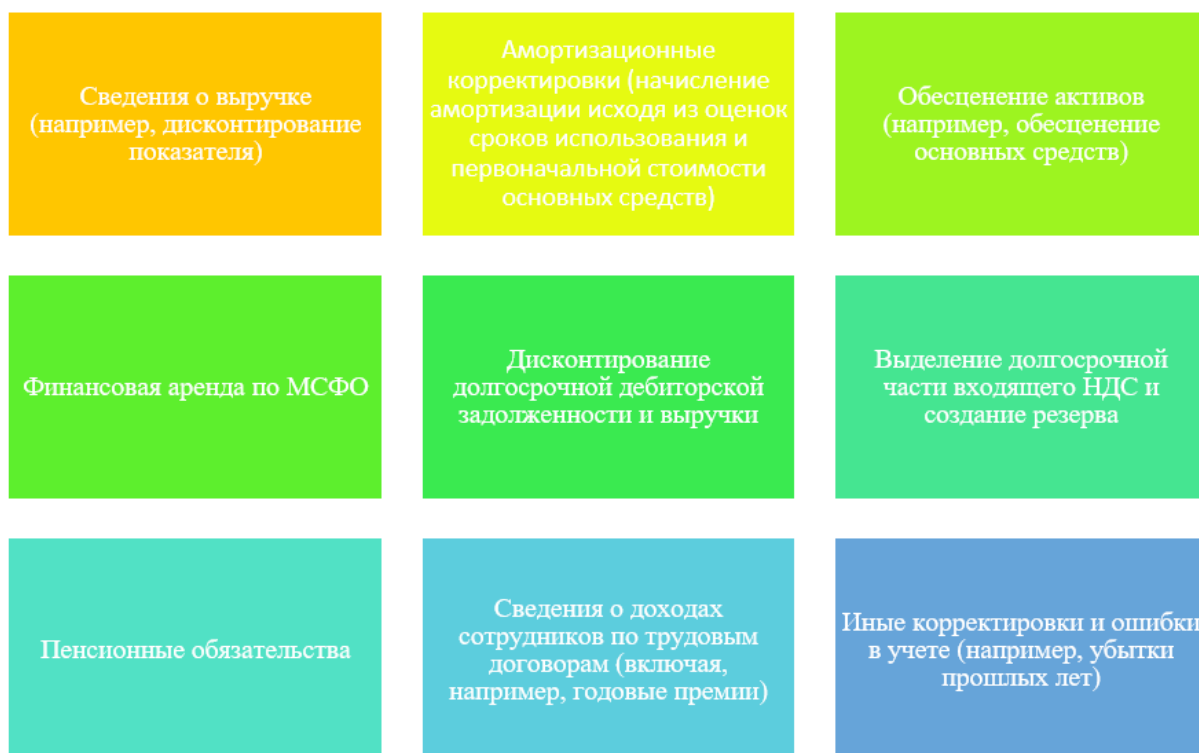 Сведения о выручке
(например, дисконтирование
показателя)
Амортизационные
корректировки (начисление
амортизации исходя из оценок
сроков использования и
первоначальной стоимости
основных средств)
Обесценение активов
(например, обесценение
основных средств)
Финансовая аренда по МСФО
Дисконтирование
долгосрочной дебиторской
задолженности и выручки
Выделение долгосрочной
части входящего НДС и
создание резерва
Пенсионные обязательства
Сведения о доходах
сотрудников по трудовым
договорам (включая,
например, годовые премии)
Иные корректировки и ошибки
в учете (например, убытки
прошлых лет)